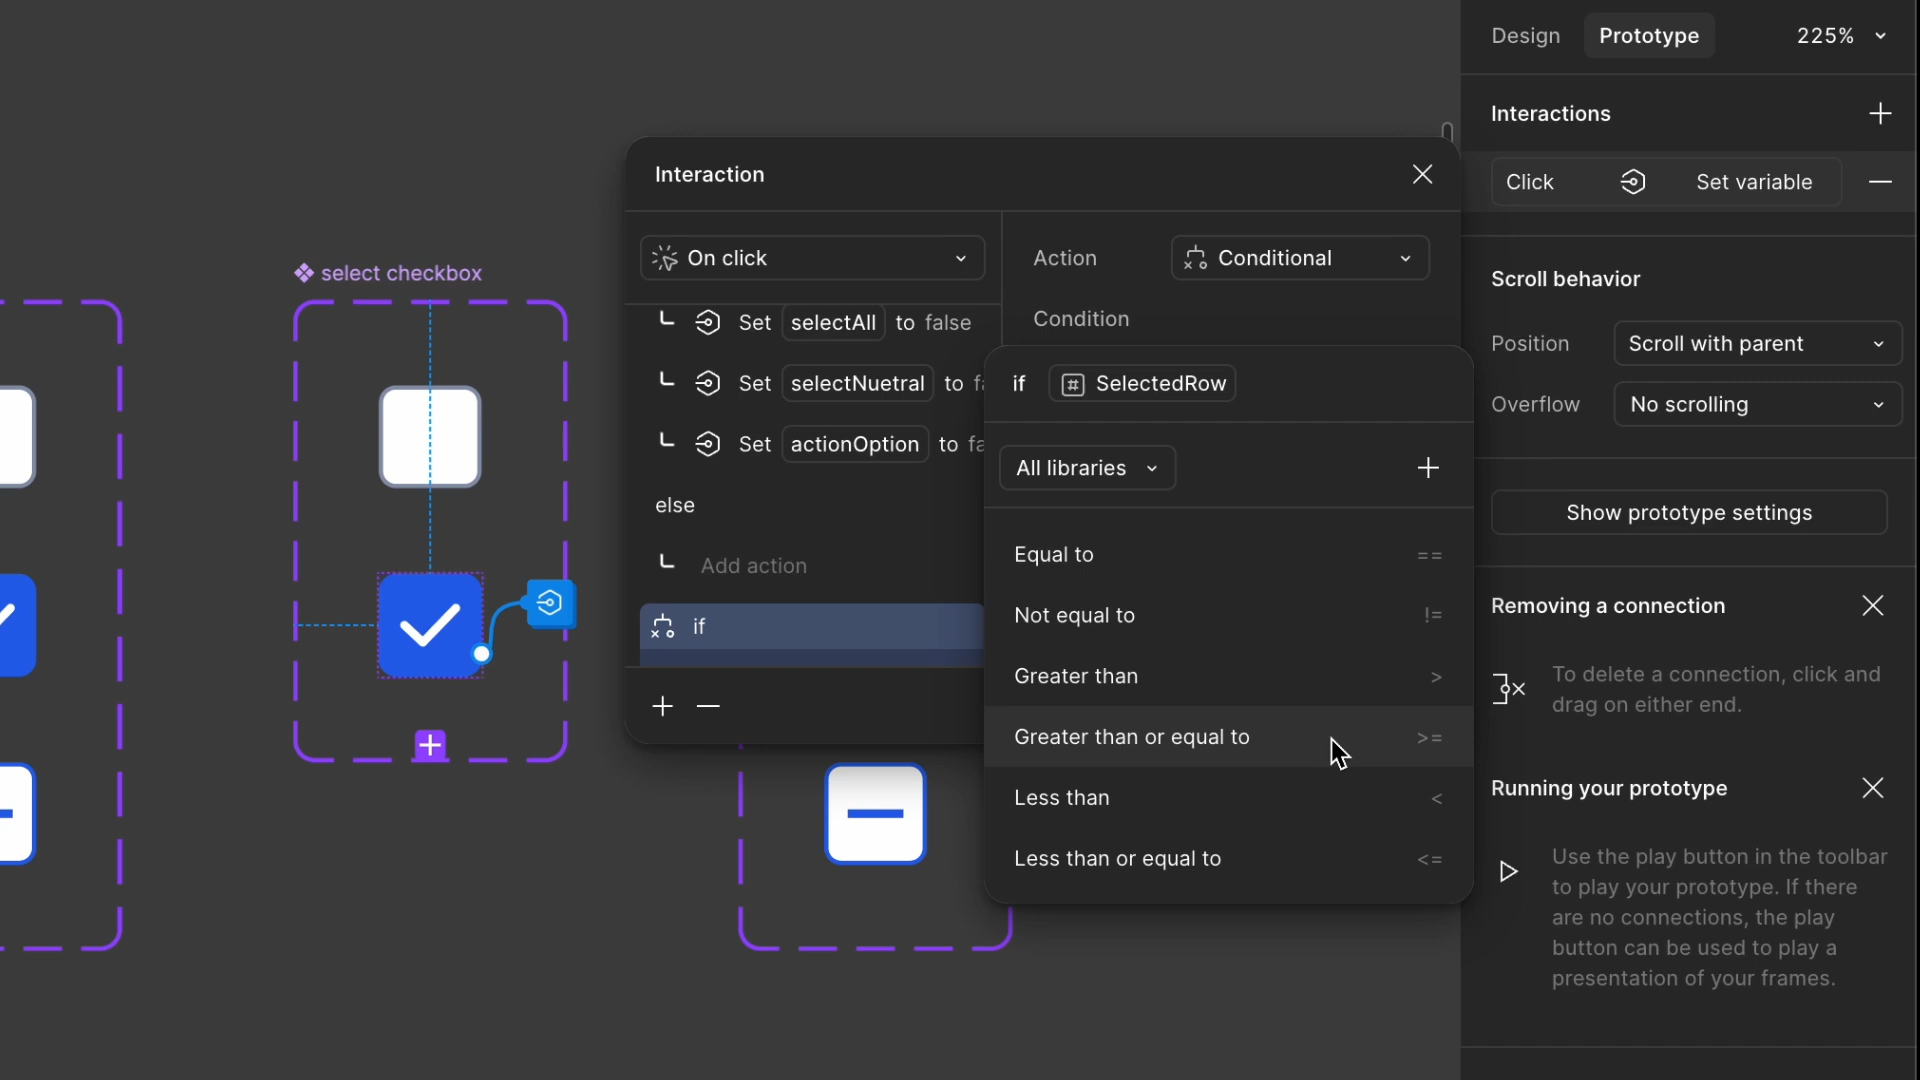 Design
Prototype
225%
Interactions
Click
Set variable
Scroll behavior
Position
Scroll with parent
Overflow
No scrolling
Show prototype settings
Removing a connection
To delete a connection, click and
drag on either end.
Running your prototype
Use the play button in the toolbar
to play your prototype. If there
are no connections, the play
button can be used to play a
presentation of your frames.
select checkbox
Interaction
On click
Set selectAll to false
Set selectNuetral to fa
Set actionOption to fa
else
Add action
if
Action
Conditional
Condition
if # SelectedRow
All libraries
Equal to ==
Not equal to !=
Greater than >
Greater than or equal to >=
Less than <
Less than or equal to <=